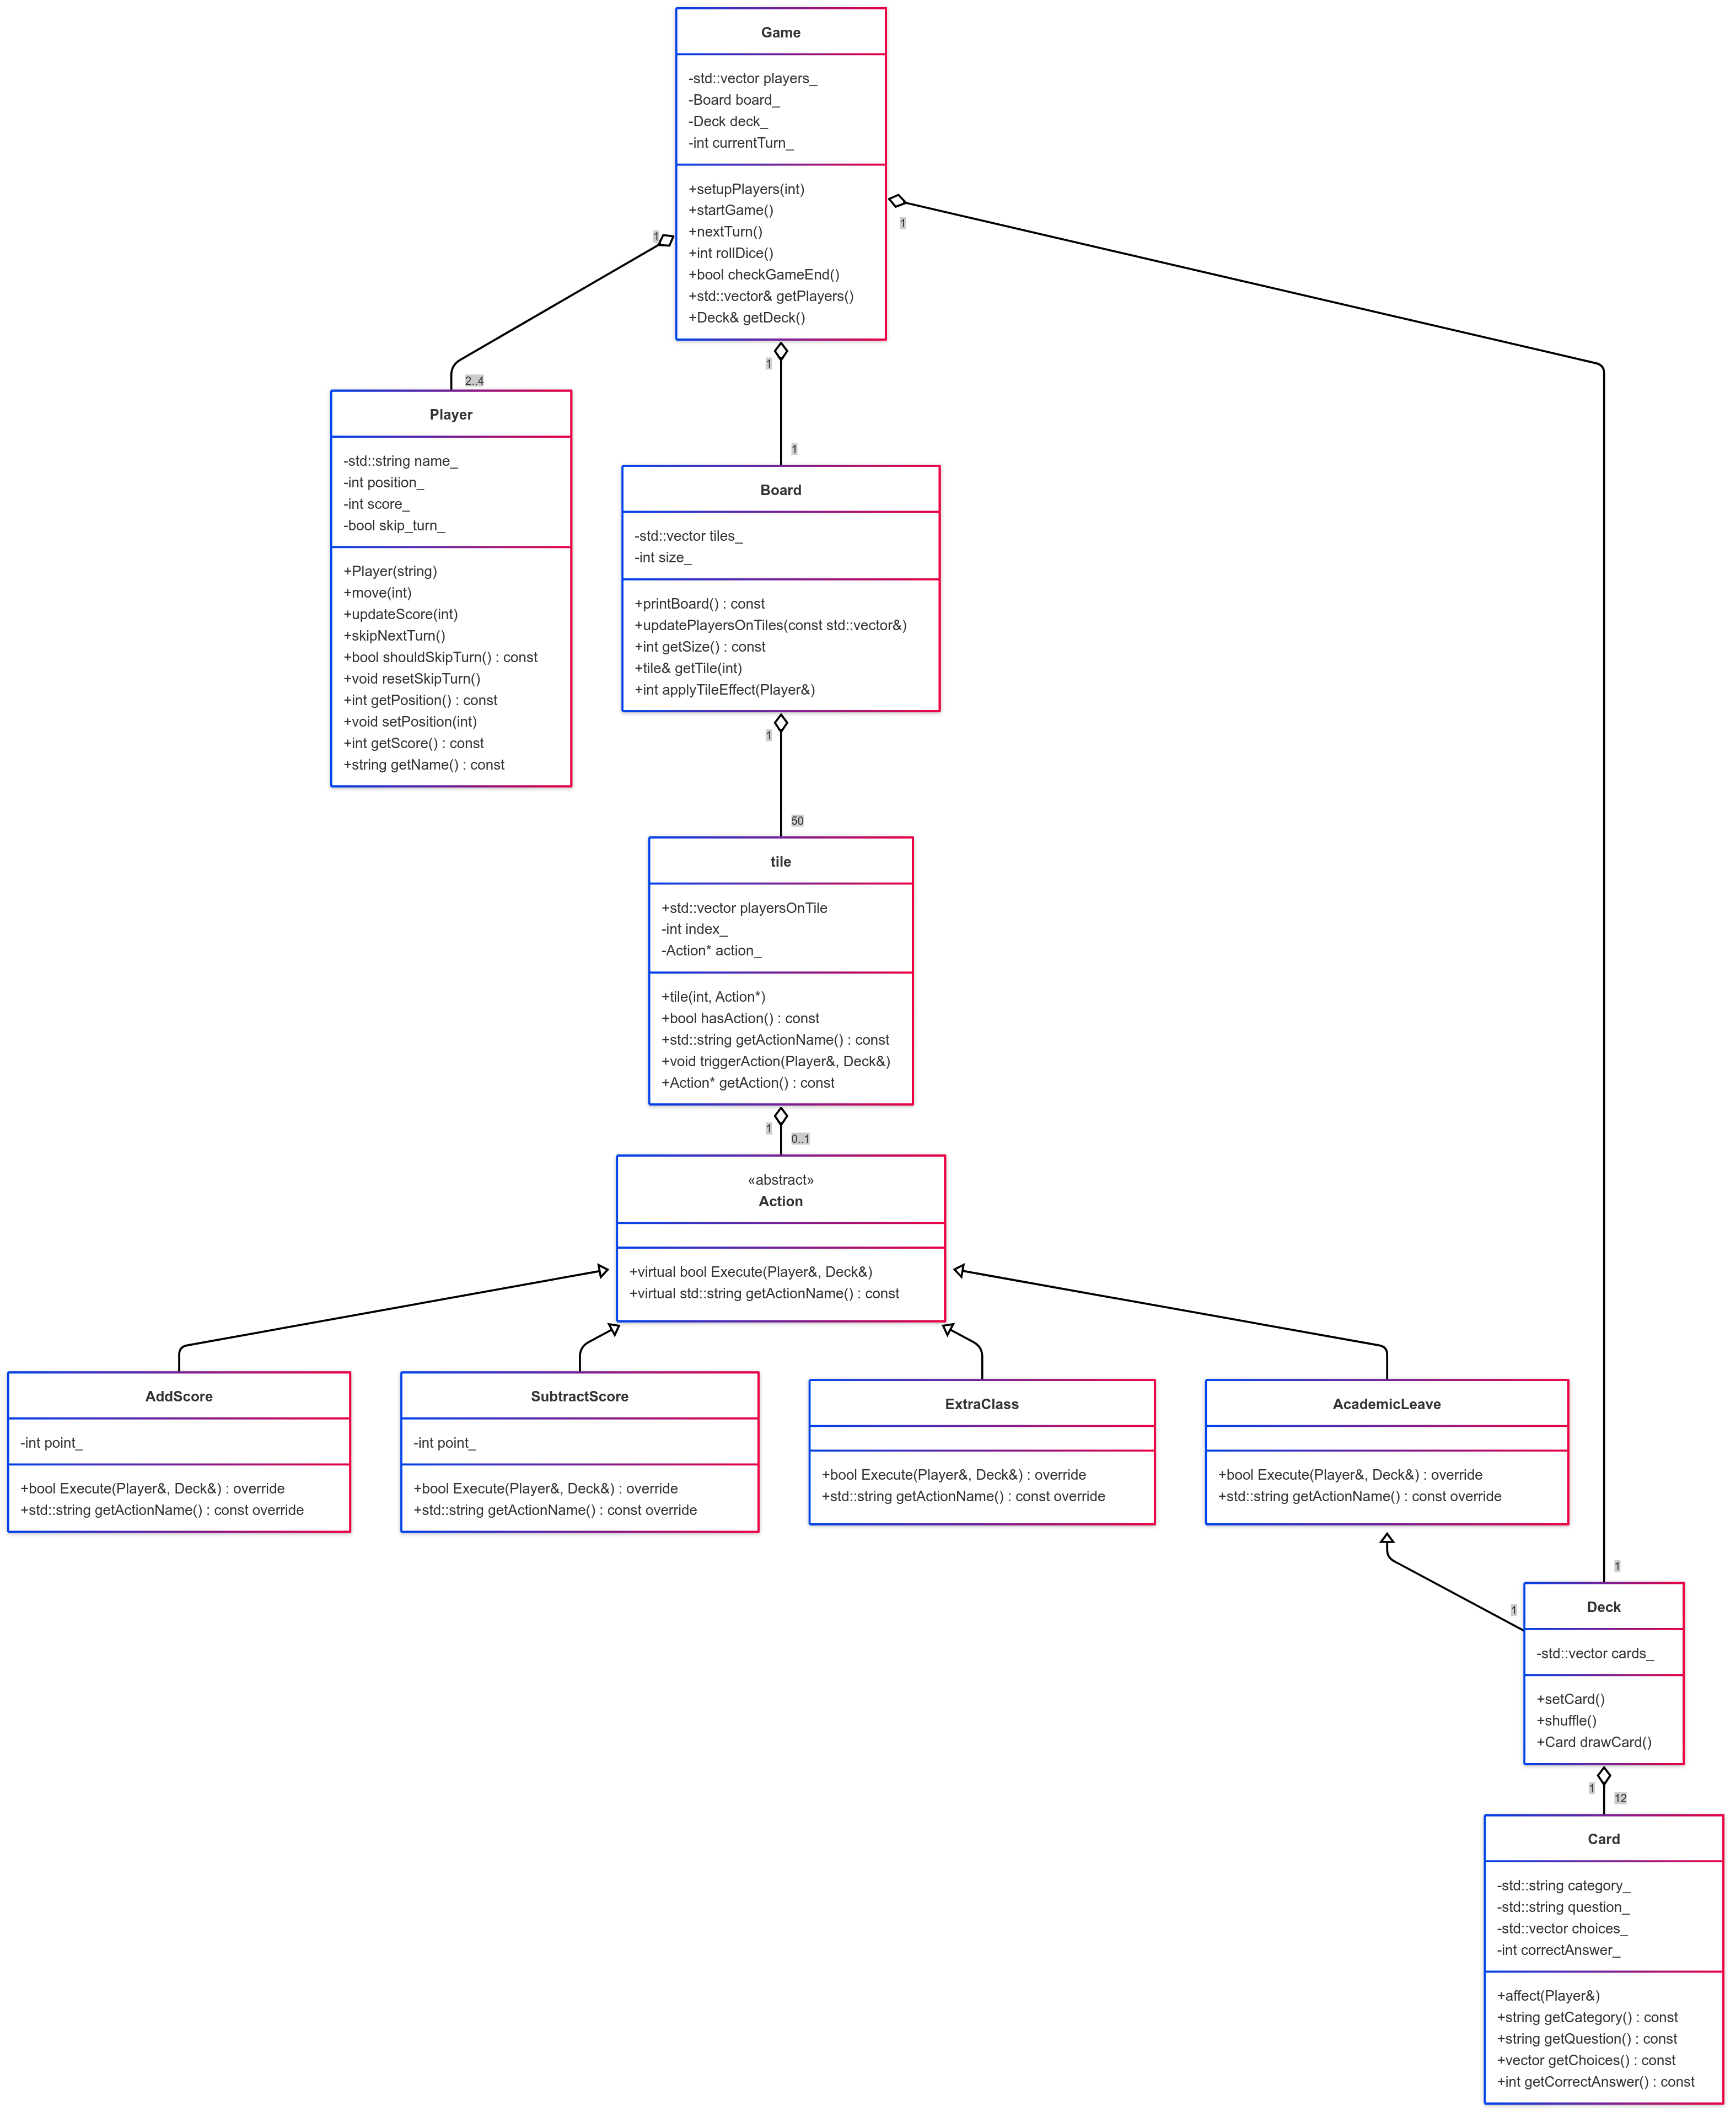 Game
-std::vector players_
-Board board_
-Deck deck_
-int currentTurn_
+setupPlayers(int)
+startGame()
+nextTurn()
+int rollDice()
+bool checkGameEnd()
+std::vector& getPlayers()
+Deck& getDeck()
1
1
1
2..4
1
Player
-std::string name_
-int position_
-int score_
-bool skip_turn_
+Player(string)
+move(int)
+updateScore(int)
+skipNextTurn()
+bool shouldSkipTurn() : const
+void resetSkipTurn()
+int getPosition() : const
+void setPosition(int)
+int getScore() : const
+string getName() : const
Board
-std::vector tiles_
-int size_
+printBoard() : const
+updatePlayersOnTiles(const std::vector&)
+int getSize() : const
+tile& getTile(int)
+int applyTileEffect(Player&)
1
50
tile
+std::vector playersOnTile
-int index_
-Action* action_
+tile(int, Action*)
+bool hasAction() : const
+std::string getActionName() : const
+void triggerAction(Player&, Deck&)
+Action* getAction() : const
1
0..1
«abstract»
Action
+virtual bool Execute(Player&, Deck&)
+virtual std::string getActionName() : const
AddScore
-int point_
+bool Execute(Player&, Deck&) : override
+std::string getActionName() : const override
SubtractScore
-int point_
+bool Execute(Player&, Deck&) : override
+std::string getActionName() : const override
ExtraClass
+bool Execute(Player&, Deck&) : override
+std::string getActionName() : const override
AcademicLeave
+bool Execute(Player&, Deck&) : override
+std::string getActionName() : const override
1
1
Deck
-std::vector cards_
+setCard()
+shuffle()
+Card drawCard()
1
12
Card
-std::string category_
-std::string question_
-std::vector choices_
-int correctAnswer_
+affect(Player&)
+string getCategory() : const
+string getQuestion() : const
+vector getChoices() : const
+int getCorrectAnswer() : const